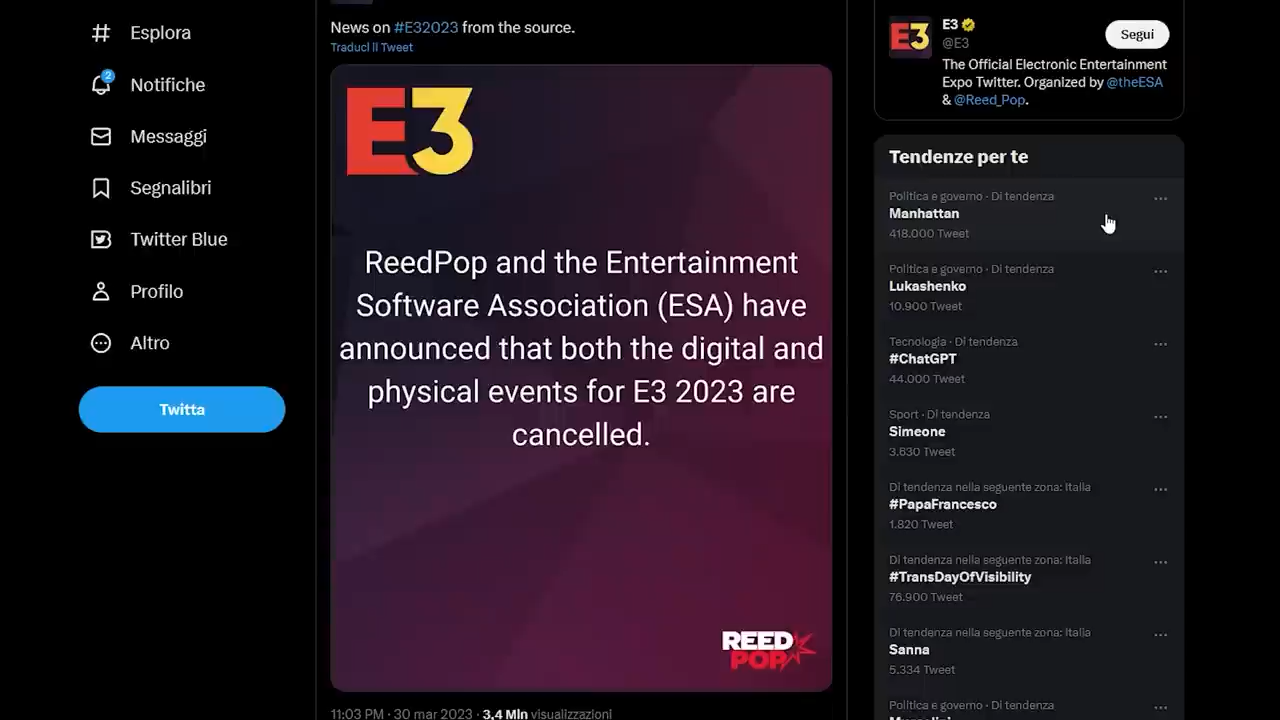 Esplora
2
Notifiche
Messaggi
Segnalibri
Twitter Blue
Profilo
Altro
Twitta
News on #E32023 from the source.
Traduci il Tweet
E3
ReedPop and the Entertainment
Software Association (ESA) have
announced that both the digital and
physical events for E3 2023 are
cancelled.
REED
POP
11:03 PM · 30 mar 2023 · 3,4 Mln visualizzazioni
E3
E3
@E3
Segui
The Official Electronic Entertainment
Expo Twitter. Organized by @theESA
& @Reed_Pop.
Tendenze per te
Politica e governo · Di tendenza
Manhattan
418.000 Tweet
Politica e governo · Di tendenza
Lukashenko
10.900 Tweet
Tecnologia · Di tendenza
#ChatGPT
44.000 Tweet
Sport · Di tendenza
Simeone
3.630 Tweet
Di tendenza nella seguente zona: Italia
#PapaFrancesco
1.820 Tweet
Di tendenza nella seguente zona: Italia
#TransDayOfVisibility
76.900 Tweet
Di tendenza nella seguente zona: Italia
Sanna
5.334 Tweet
Politica e governo · Di tendenza